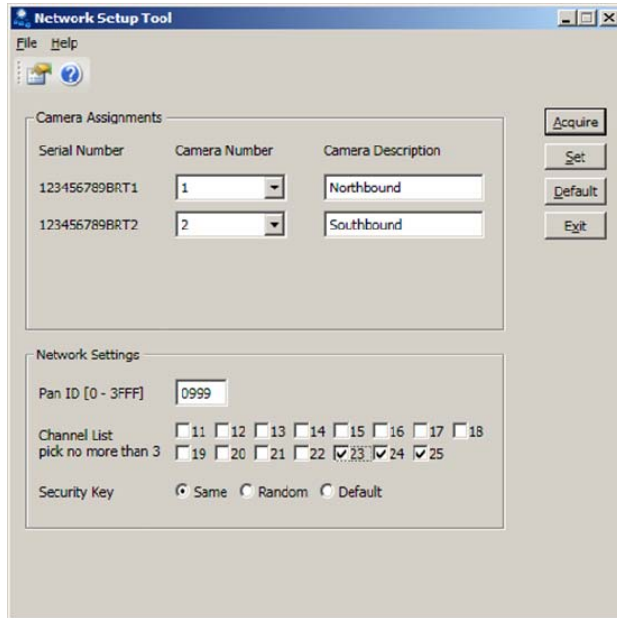 Network Setup Tool
File Help
Camera Assignments
Serial Number Camera Number Camera Description
123456789BRT1 1 Northbound
123456789BRT2 2 Southbound
Acquire
Set
Default
Exit
Network Settings
Pan ID [0 - 3FFF] 0999
Channel List
pick no more than 3
11 12 13 14 15 16 17 18
19 20 21 22 23 24 25
Security Key Same Random Default